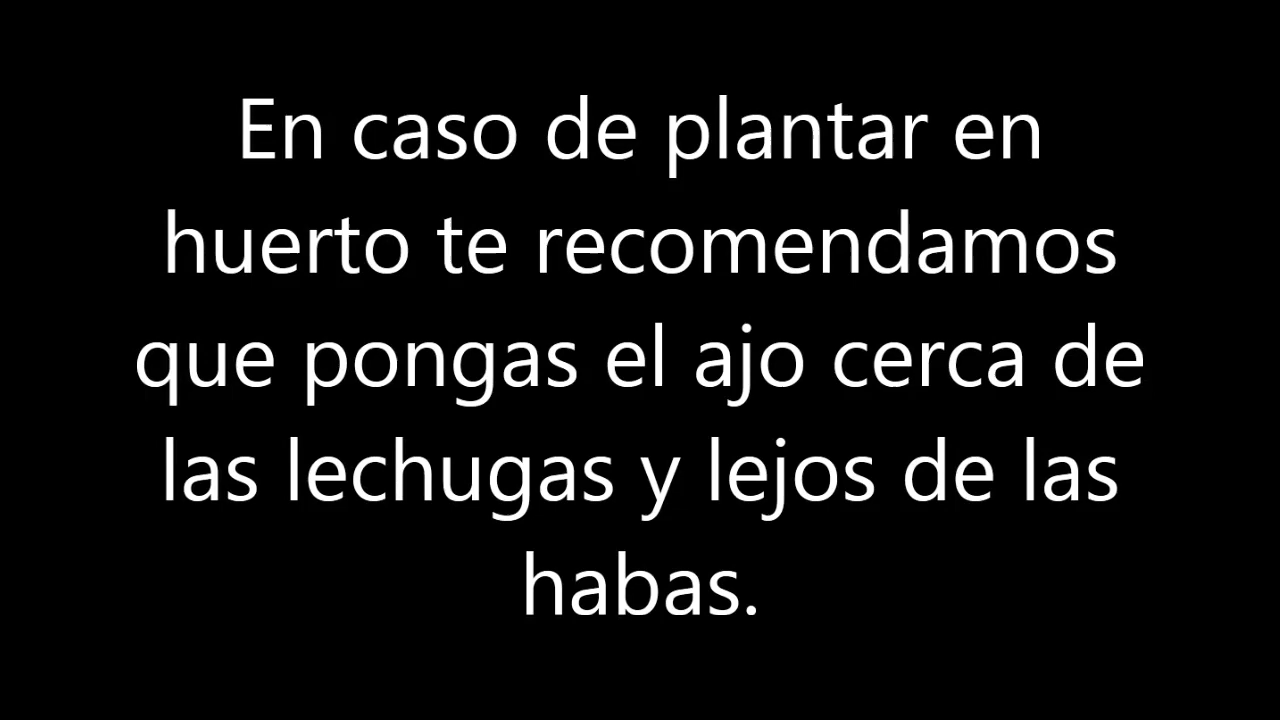 En caso de plantar en
huerto te recomendamos
que pongas el ajo cerca de
las lechugas y lejos de las
habas.